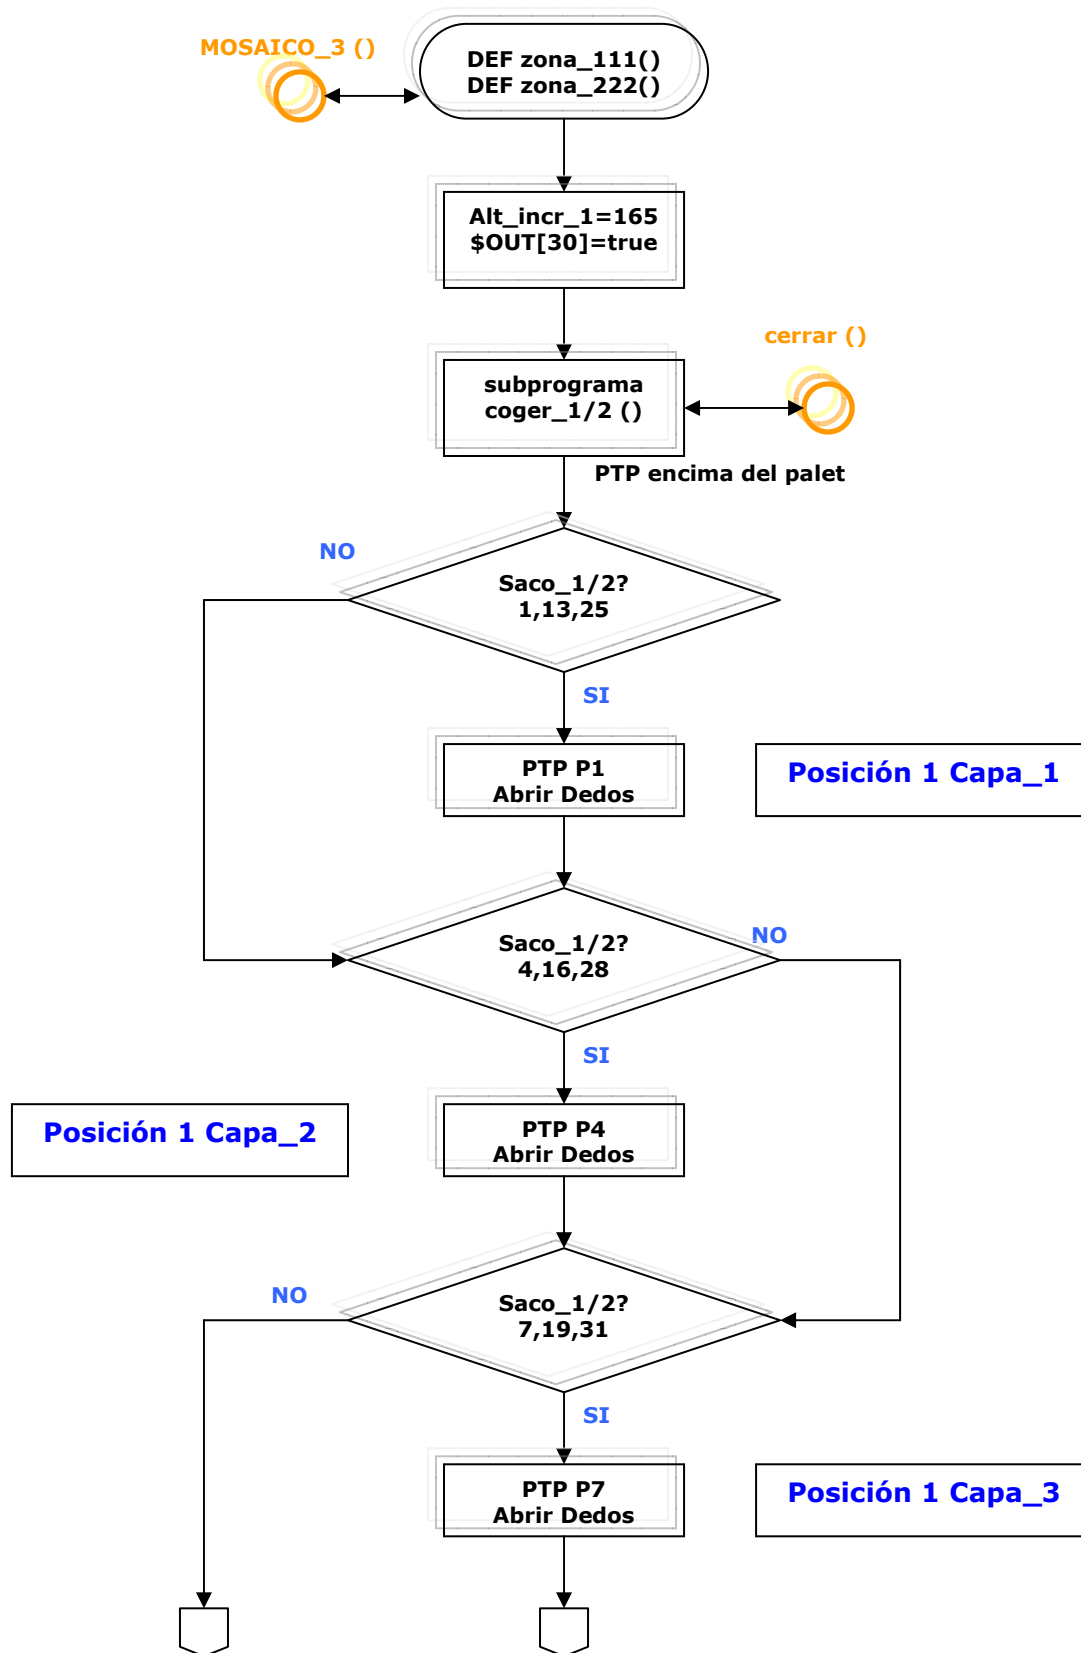 MOSAICO_3 ()
DEF zona_111()
DEF zona_222()
Alt_incr_1=165
$OUT[30]=true
cerrar ()
subprograma
coger_1/2 ()
PTP encima del palet
NO
Saco_1/2?
1,13,25
SI
PTP P1
Abrir Dedos
Posición 1 Capa_1
Saco_1/2?
4,16,28
NO
SI
Posición 1 Capa_2
PTP P4
Abrir Dedos
NO
Saco_1/2?
7,19,31
SI
PTP P7
Abrir Dedos
Posición 1 Capa_3